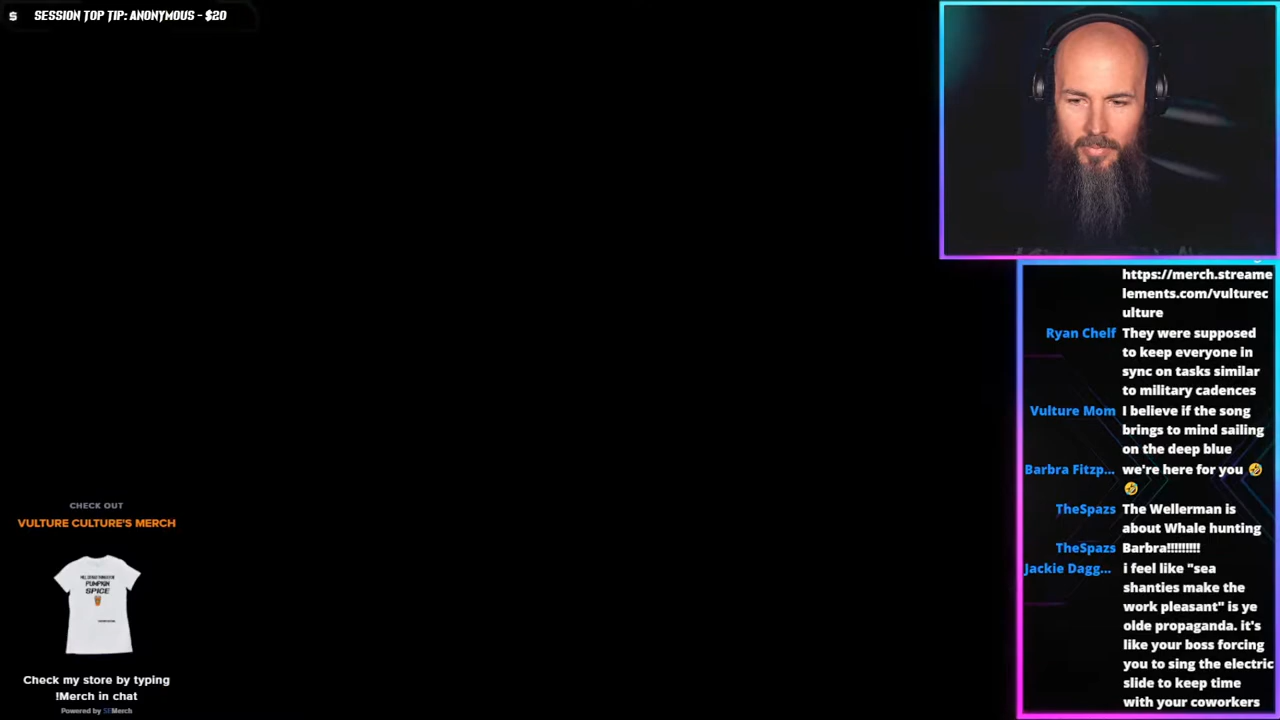 $ SESSION TOP TIP: ANONYMOUS - $20
https://merch.streame
lements.com/vulturec
ulture
Ryan Chelf They were supposed
to keep everyone in
sync on tasks similar
to military cadences
Vulture Mom I believe if the song
brings to mind sailing
on the deep blue
Barbra Fitzp... we're here for you 🤣
🤣
TheSpazs The Wellerman is
about Whale hunting
TheSpazs Barbra!!!!!!!!!
Jackie Dagg... i feel like "sea
shanties make the
work pleasant" is ye
olde propaganda. it's
like your boss forcing
you to sing the electric
slide to keep time
with your coworkers
CHECK OUT
VULTURE CULTURE'S MERCH
PUMPKIN
SPICE
Check my store by typing
!Merch in chat
Powered by SEMerch